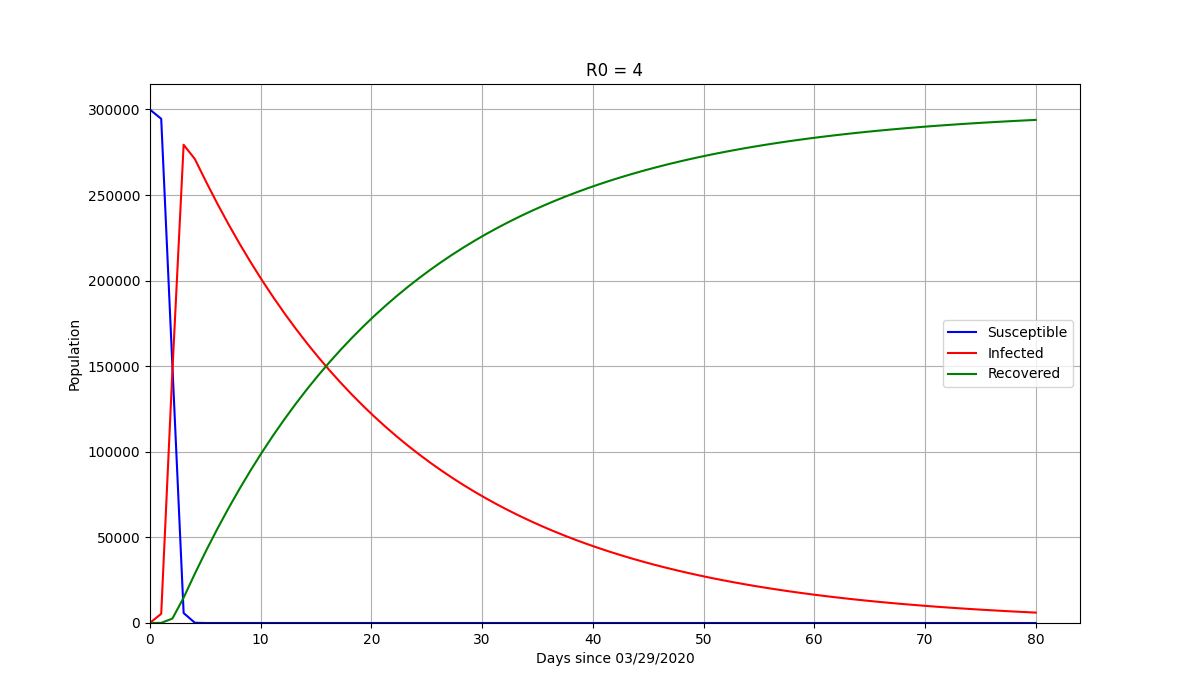 R0 = 4
300000
250000
200000
150000
100000
50000
0
Population
Susceptible
Infected
Recovered
0 10 20 30 40 50 60 70 80
Days since 03/29/2020